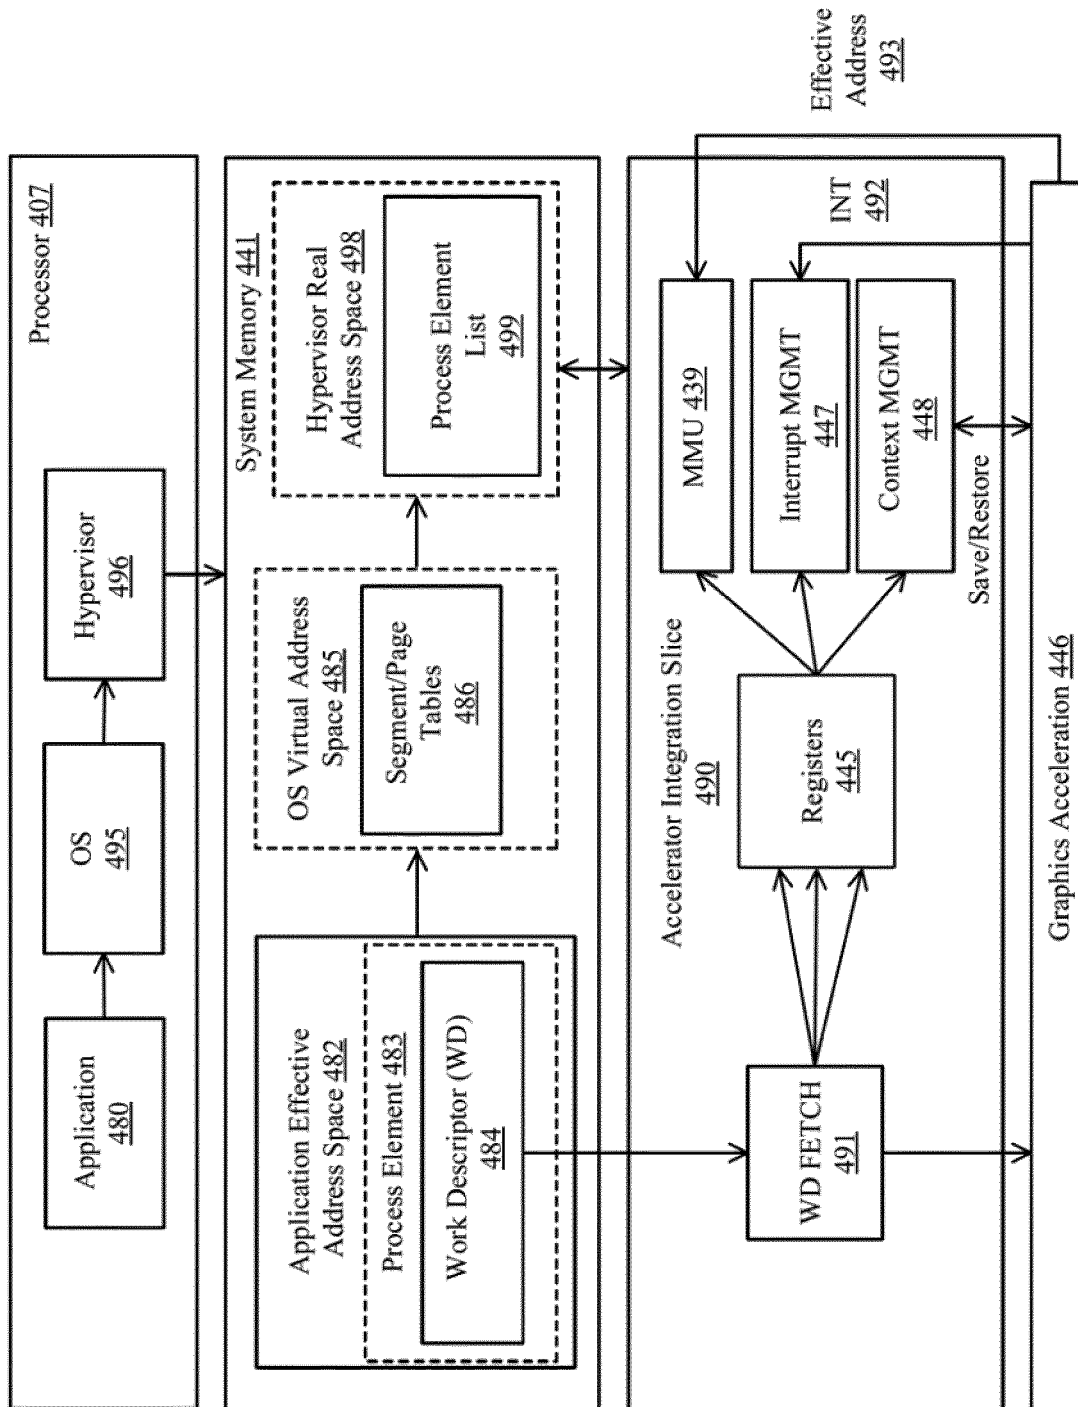 Processor 407
Application
480
OS
495
Hypervisor
496
System Memory 441
Application Effective
Address Space 482
Process Element 483
Work Descriptor (WD)
484
OS Virtual Address
Space 485
Segment/Page
Tables
486
Hypervisor Real
Address Space 498
Process Element
List
499
Accelerator Integration Slice
490
WD FETCH
491
Registers
445
MMU 439
Interrupt MGMT
447
Context MGMT
448
Save/Restore
INT
492
Effective
Address
493
Graphics Acceleration 446